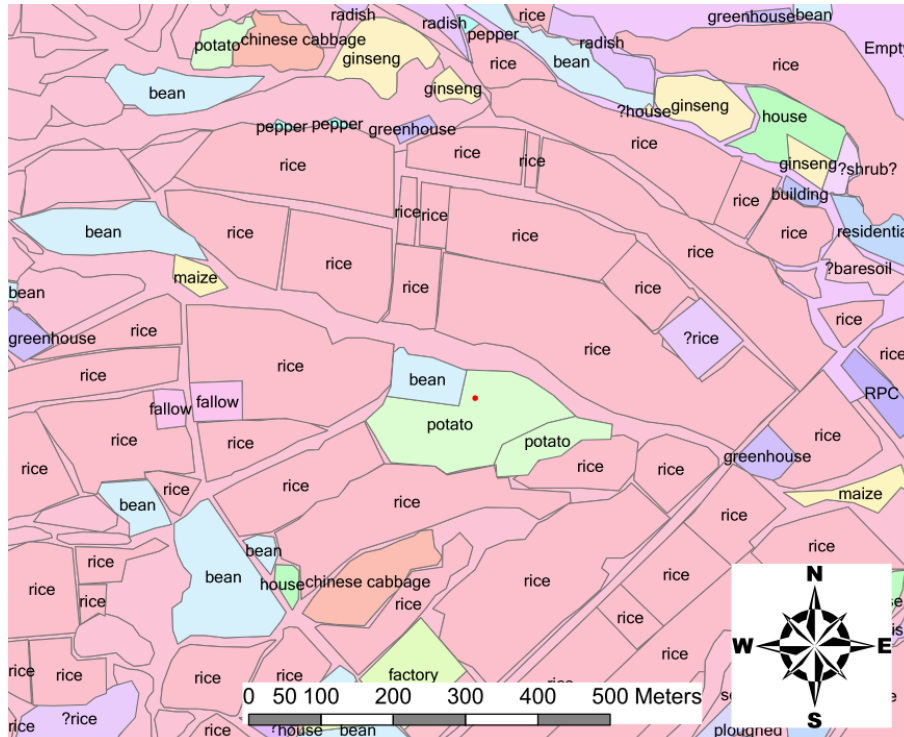 radish
radish
rice
greenhouse
bean
potato
chinese cabbage
pepper
radish
ginseng
rice
bean
rice
Empty
bean
ginseng
?house
ginseng
house
pepper
pepper
greenhouse
rice
rice
rice
rice
ginseng
?shrub?
rice
building
rice
rice
rice
bean
rice
rice
rice
residentia
maize
rice
rice
rice
?baresoil
bean
rice
greenhouse
rice
rice
rice
?rice
rice
rice
bean
RPC
fallow
fallow
potato
potato
rice
rice
rice
greenhouse
rice
rice
rice
rice
rice
maize
bean
rice
rice
bean
rice
rice
bean
house
chinese cabbage
rice
rice
rice
rice
rice
rice
N
W
E
S
rice
rice
rice
rice
factory
rice
0 50 100 200 300 400 500 Meters
?rice
rice
rice
?house
bean
ploughed